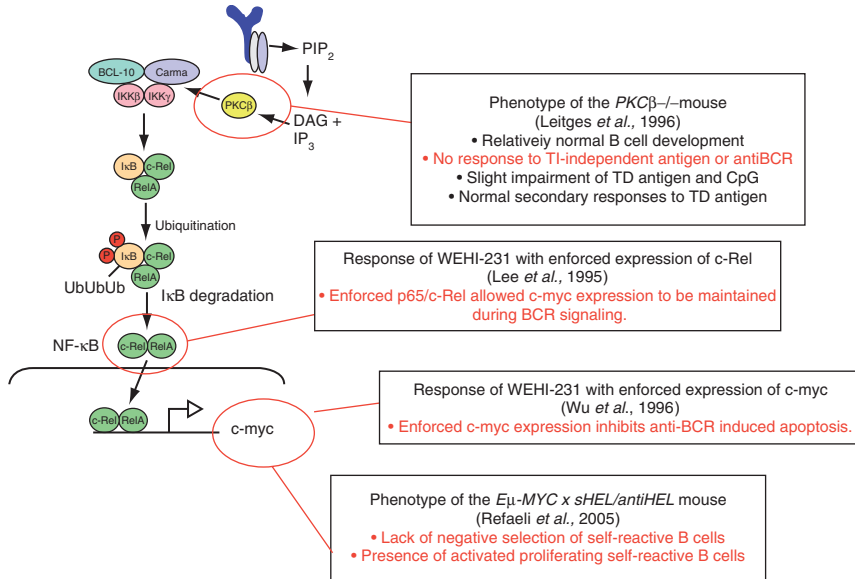 PIP2
BCL-10
Carma
IKKβ
IKKγ
PKCβ
DAG +
IP3
IκB
c-Rel
RelA
Ubiquitination
P
P
IκB
c-Rel
RelA
UbUbUb
IκB degradation
NF-κB
c-Rel
RelA
c-Rel
RelA
c-myc
Phenotype of the PKCβ–/–mouse
(Leitges et al., 1996)
• Relativeiy normal B cell development
• No response to TI-independent antigen or antiBCR
• Slight impairment of TD antigen and CpG
• Normal secondary responses to TD antigen
Response of WEHI-231 with enforced expression of c-Rel
(Lee et al., 1995)
• Enforced p65/c-Rel allowed c-myc expression to be maintained
during BCR signaling.
Response of WEHI-231 with enforced expression of c-myc
(Wu et al., 1996)
• Enforced c-myc expression inhibits anti-BCR induced apoptosis.
Phenotype of the Eμ-MYC x sHEL/antiHEL mouse
(Refaeli et al., 2005)
• Lack of negative selection of self-reactive B cells
• Presence of activated proliferating self-reactive B cells